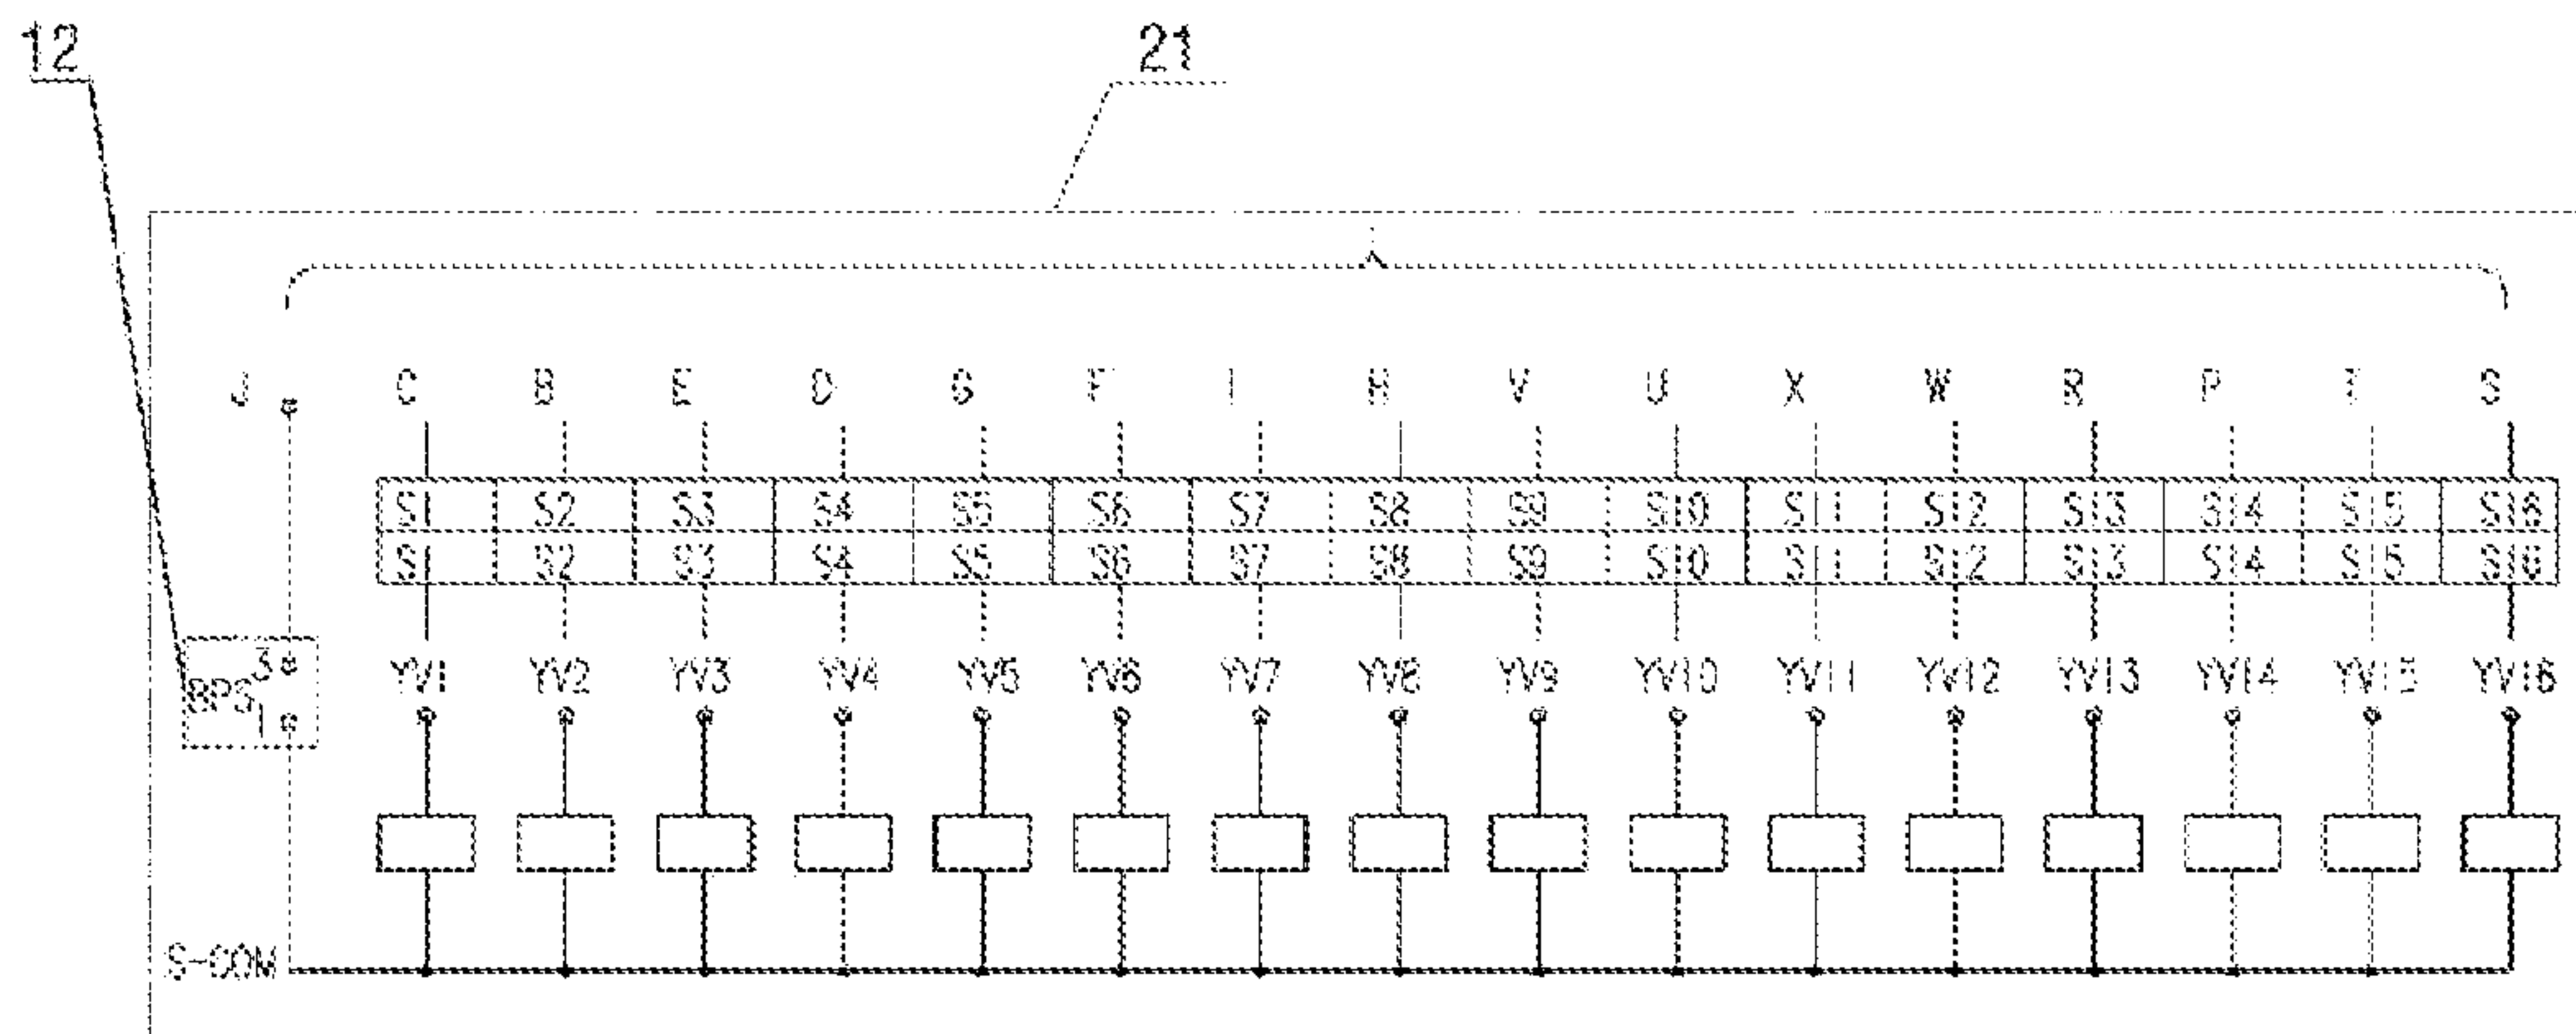 12 21
J C B E D G F I H V U X W R P T S
S1 S2 S3 S4 S5 S6 S7 S8 S9 S10 S11 S12 S13 S14 S15 S16
S1 S2 S3 S4 S5 S6 S7 S8 S9 S10 S11 S12 S13 S14 S15 S16
3 YV1 YV2 YV3 YV4 YV5 YV6 YV7 YV8 YV9 YV10 YV11 YV12 YV13 YV14 YV15 YV16
BPS
1
S-COM